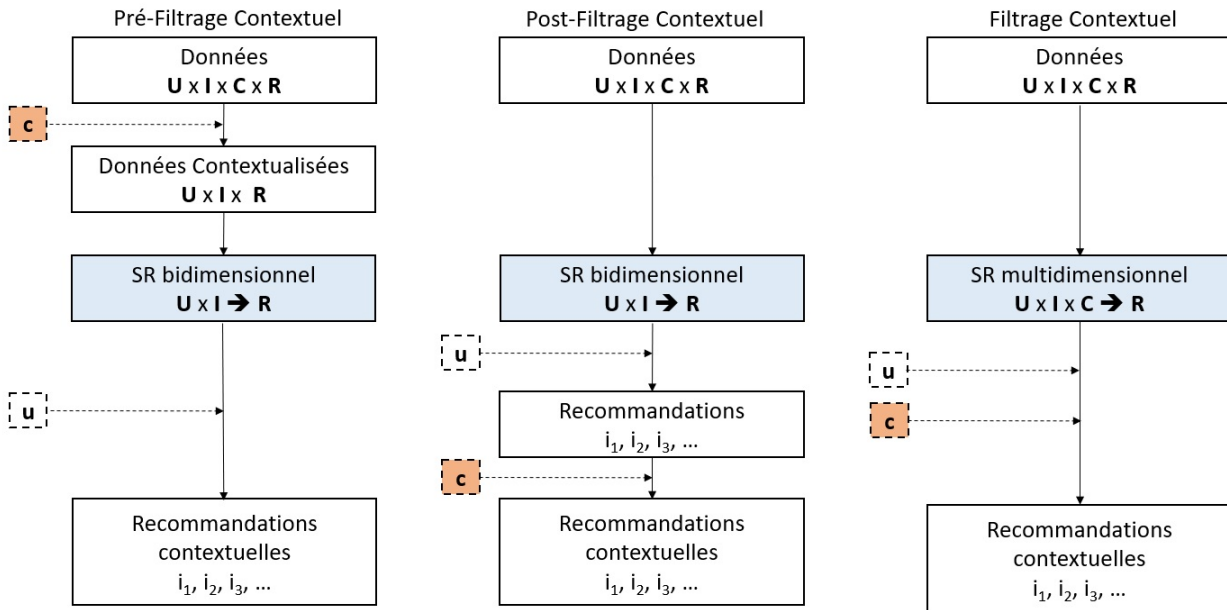 Pré-Filtrage Contextuel
Données
U x I x C x R
c
Données Contextualisées
U x I x R
SR bidimensionnel
U x I ➔ R
u
Recommandations
contextuelles
i₁, i₂, i₃, ...
Post-Filtrage Contextuel
Données
U x I x C x R
SR bidimensionnel
U x I ➔ R
u
Recommandations
i₁, i₂, i₃, ...
c
Recommandations
contextuelles
i₁, i₂, i₃, ...
Filtrage Contextuel
Données
U x I x C x R
SR multidimensionnel
U x I x C ➔ R
u
c
Recommandations
contextuelles
i₁, i₂, i₃, ...